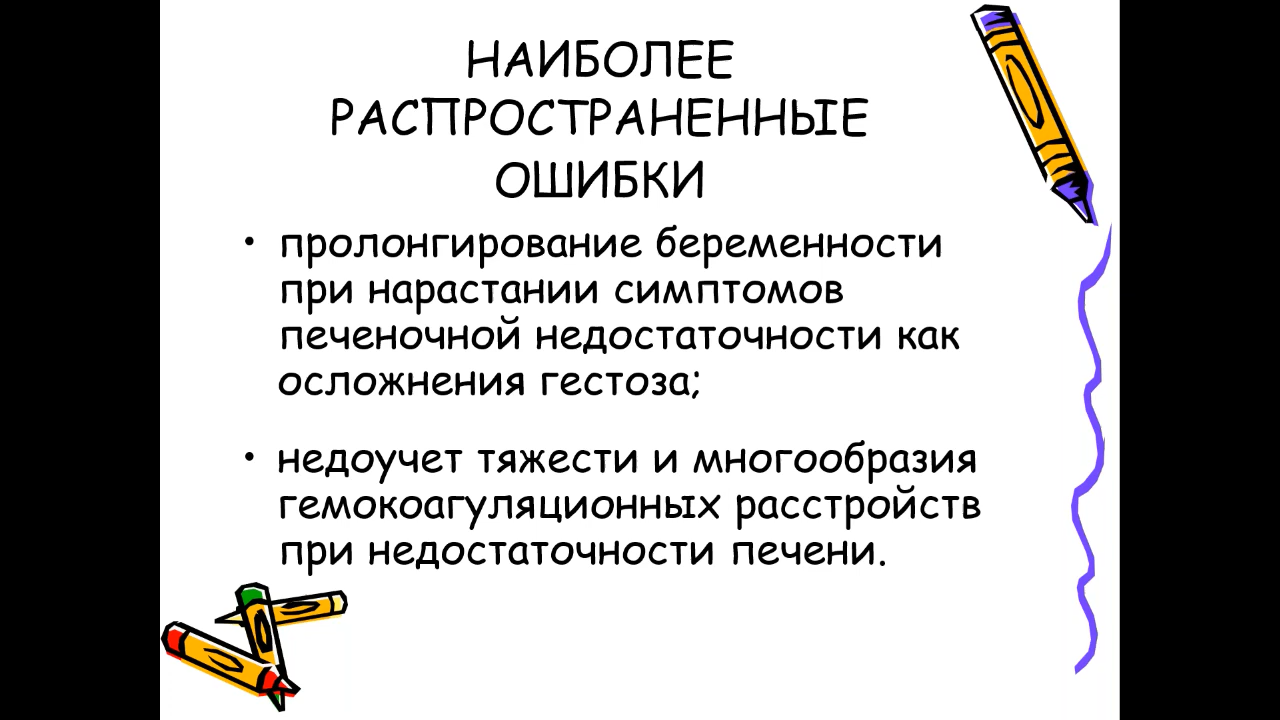 НАИБОЛЕЕ
РАСПРОСТРАНЕННЫЕ
ОШИБКИ
• пролонгирование беременности
при нарастании симптомов
печеночной недостаточности как
осложнения гестоза;
• недоучет тяжести и многообразия
гемокоагуляционных расстройств
при недостаточности печени.